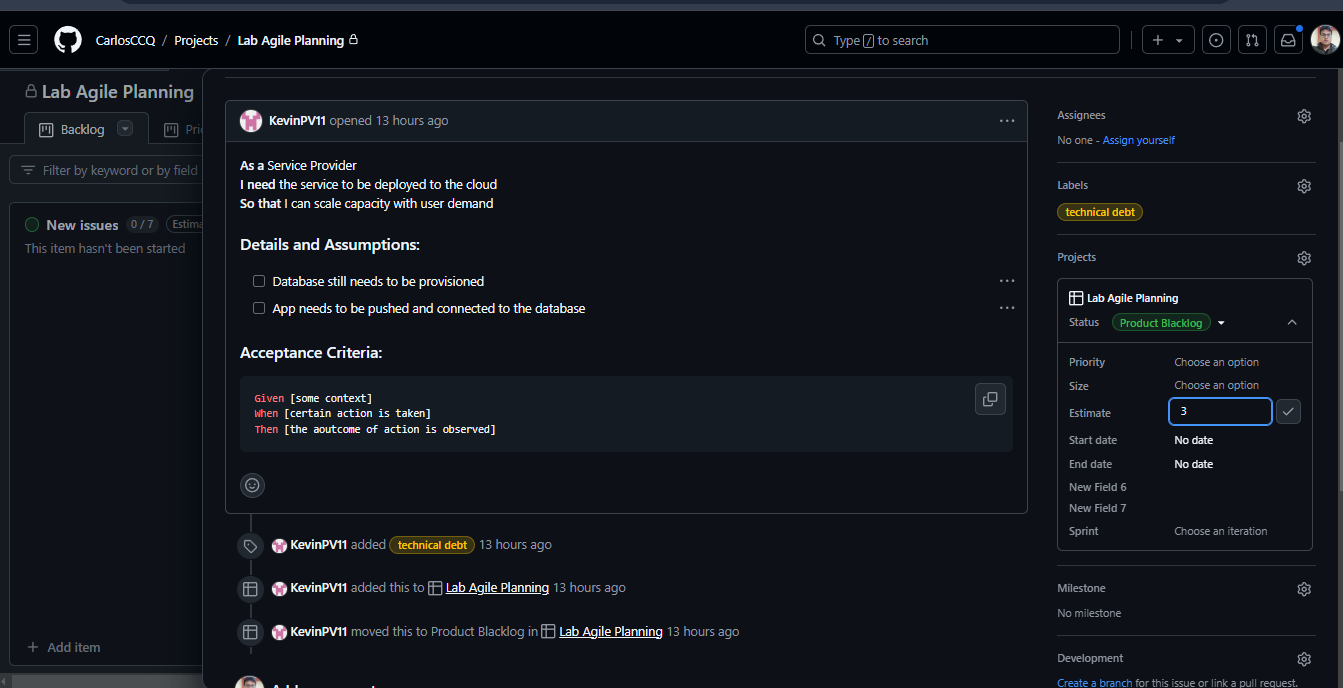 CarlosCCQ / Projects / Lab Agile Planning
Type / to search
Lab Agile Planning
Backlog
Filter by keyword or by field
New issues 0 / 7
This item hasn't been started
+ Add item
KevinPV11 opened 13 hours ago
As a Service Provider
I need the service to be deployed to the cloud
So that I can scale capacity with user demand
Details and Assumptions:
Database still needs to be provisioned
App needs to be pushed and connected to the database
Acceptance Criteria:
Given [some context]
When [certain action is taken]
Then [the aoutcome of action is observed]
KevinPV11 added technical debt 13 hours ago
KevinPV11 added this to Lab Agile Planning 13 hours ago
KevinPV11 moved this to Product Blacklog in Lab Agile Planning 13 hours ago
Assignees
No one - Assign yourself
Labels
technical debt
Projects
Lab Agile Planning
Status Product Blacklog
Priority Choose an option
Size Choose an option
Estimate 3
Start date No date
End date No date
New Field 6
New Field 7
Sprint Choose an iteration
Milestone
No milestone
Development
Create a branch for this issue or link a pull request.